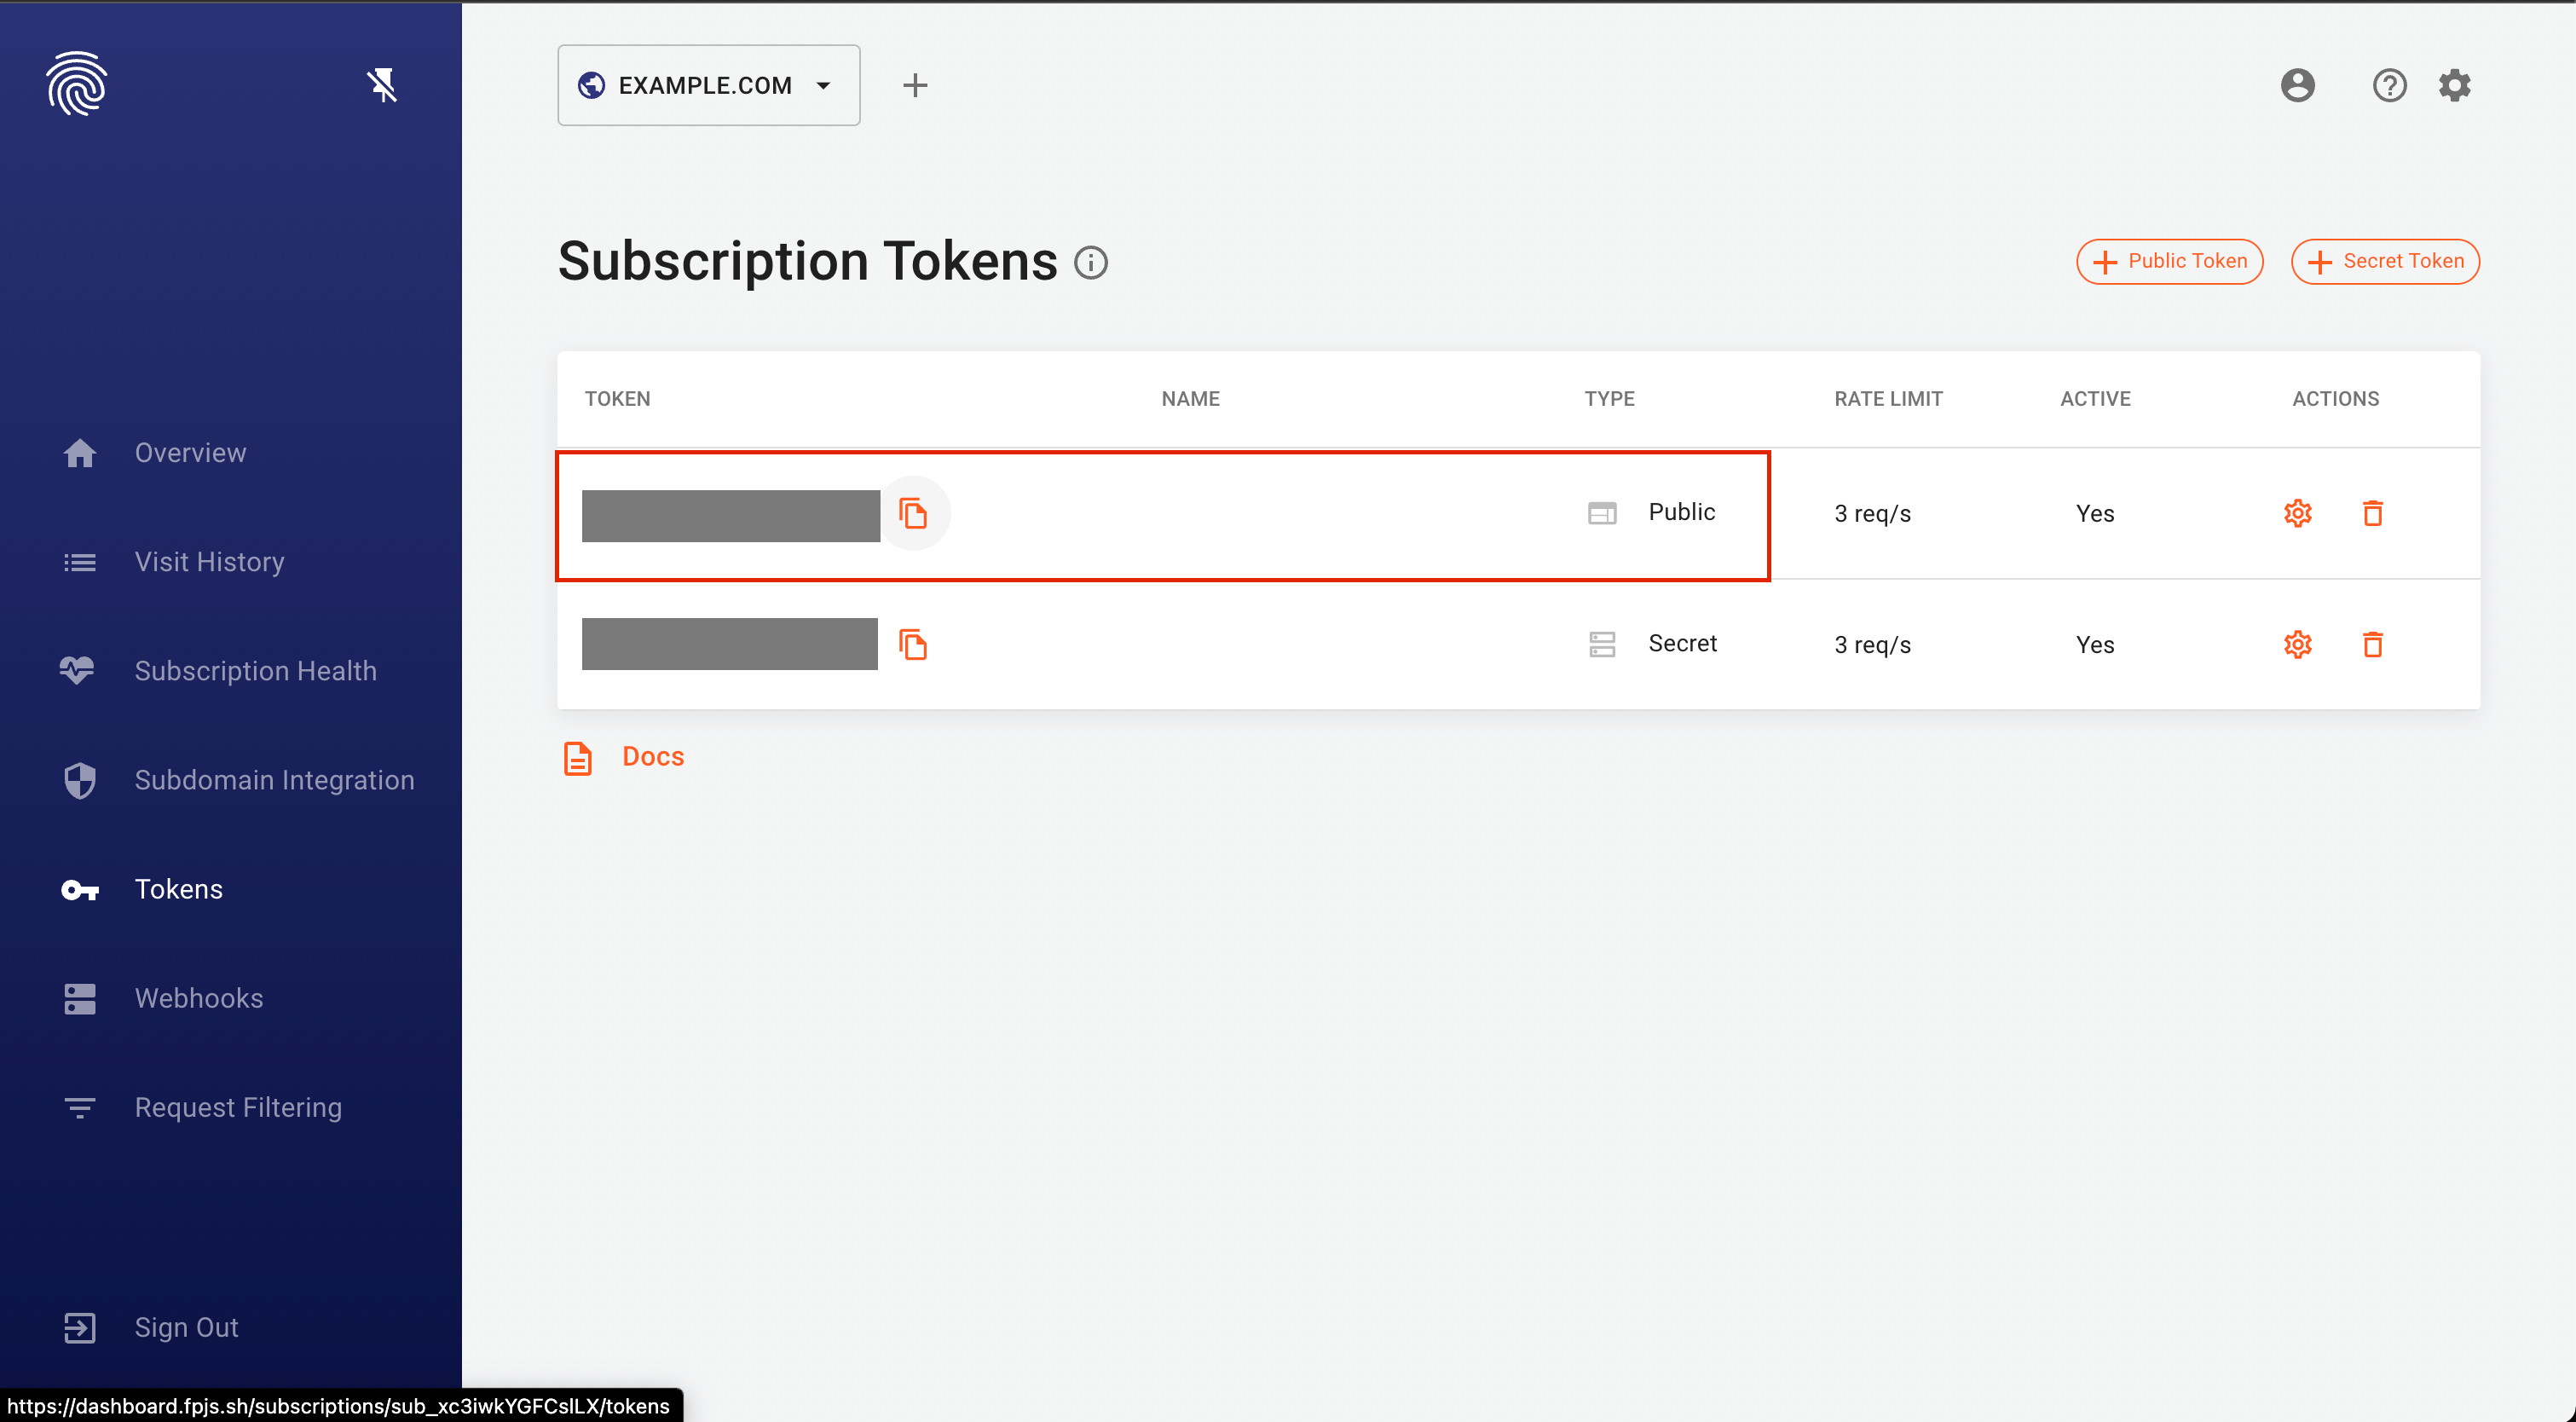 EXAMPLE.COM
Subscription Tokens
Public Token
Secret Token
TOKEN NAME TYPE RATE LIMIT ACTIVE ACTIONS
Public 3 req/s Yes
Secret 3 req/s Yes
Docs
Overview
Visit History
Subscription Health
Subdomain Integration
Tokens
Webhooks
Request Filtering
Sign Out
https://dashboard.fpjs.sh/subscriptions/sub_xc3iwkYGFCslLX/tokens